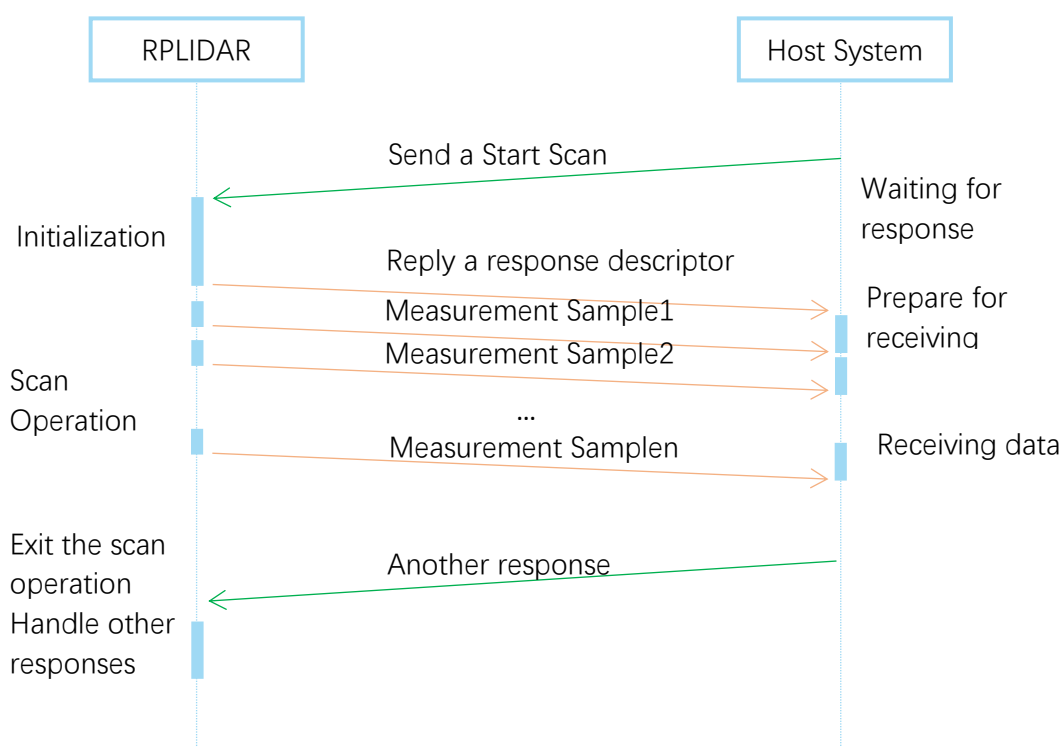 RPLIDAR
Host System
Send a Start Scan
Waiting for
response
Initialization
Reply a response descriptor
Prepare for
receiving
Measurement Sample1
Measurement Sample2
Scan
Operation
...
Measurement Samplen
Receiving data
Exit the scan
operation
Another response
Handle other
responses